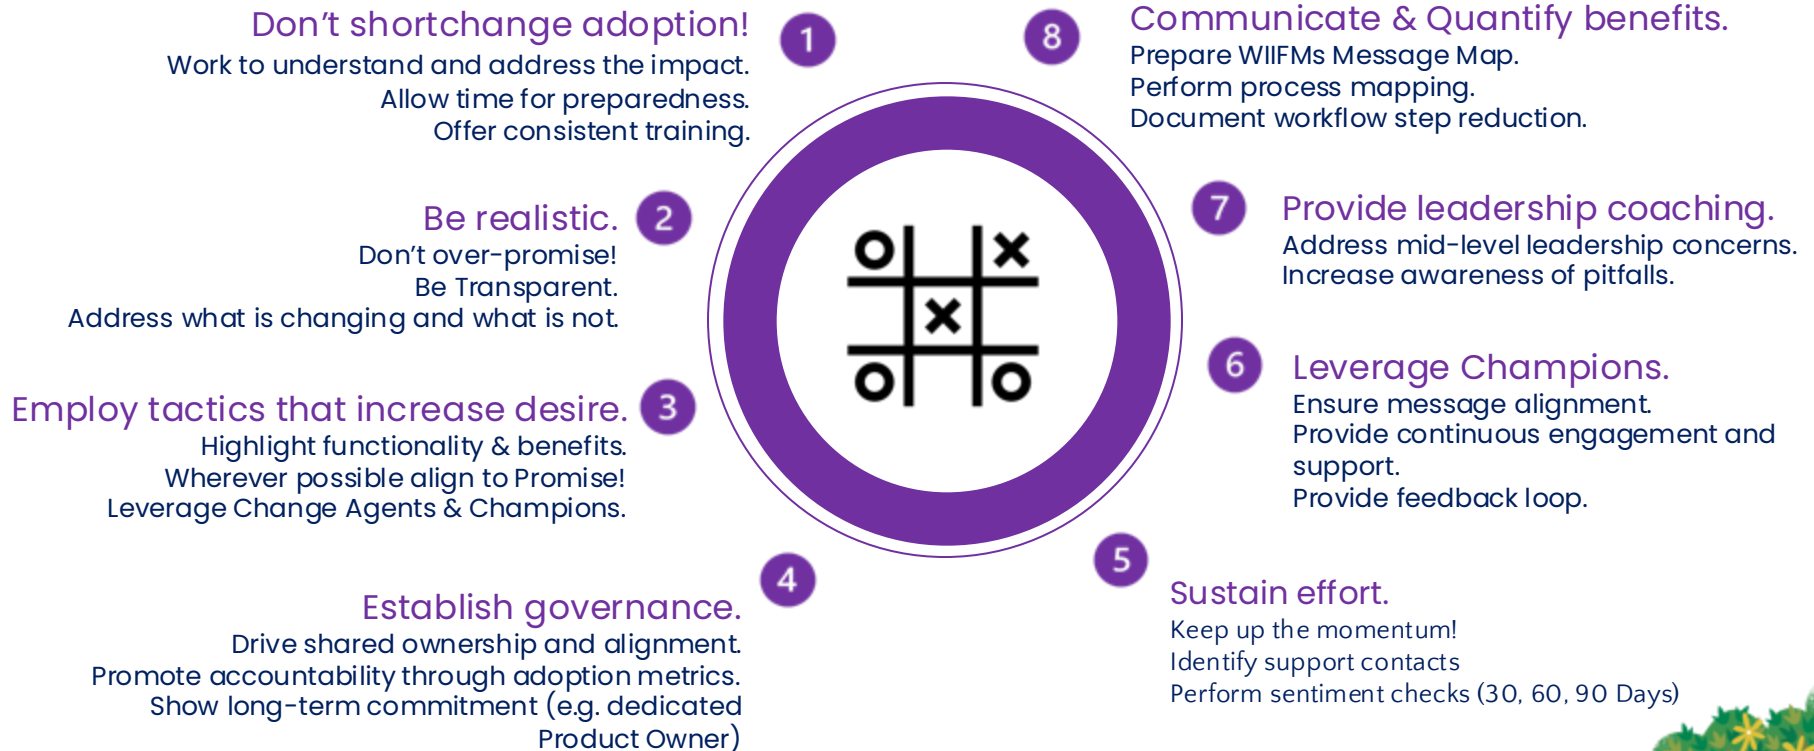 Don't shortchange adoption!
Work to understand and address the impact.
Allow time for preparedness.
Offer consistent training.
1
Be realistic.
Don't over-promise!
Be Transparent.
Address what is changing and what is not.
2
Employ tactics that increase desire.
Highlight functionality & benefits.
Wherever possible align to Promise!
Leverage Change Agents & Champions.
3
Establish governance.
Drive shared ownership and alignment.
Promote accountability through adoption metrics.
Show long-term commitment (e.g. dedicated
Product Owner)
4
5
Sustain effort.
Keep up the momentum!
Identify support contacts
Perform sentiment checks (30, 60, 90 Days)
6
Leverage Champions.
Ensure message alignment.
Provide continuous engagement and
support.
Provide feedback loop.
7
Provide leadership coaching.
Address mid-level leadership concerns.
Increase awareness of pitfalls.
8
Communicate & Quantify benefits.
Prepare WIIFMs Message Map.
Perform process mapping.
Document workflow step reduction.